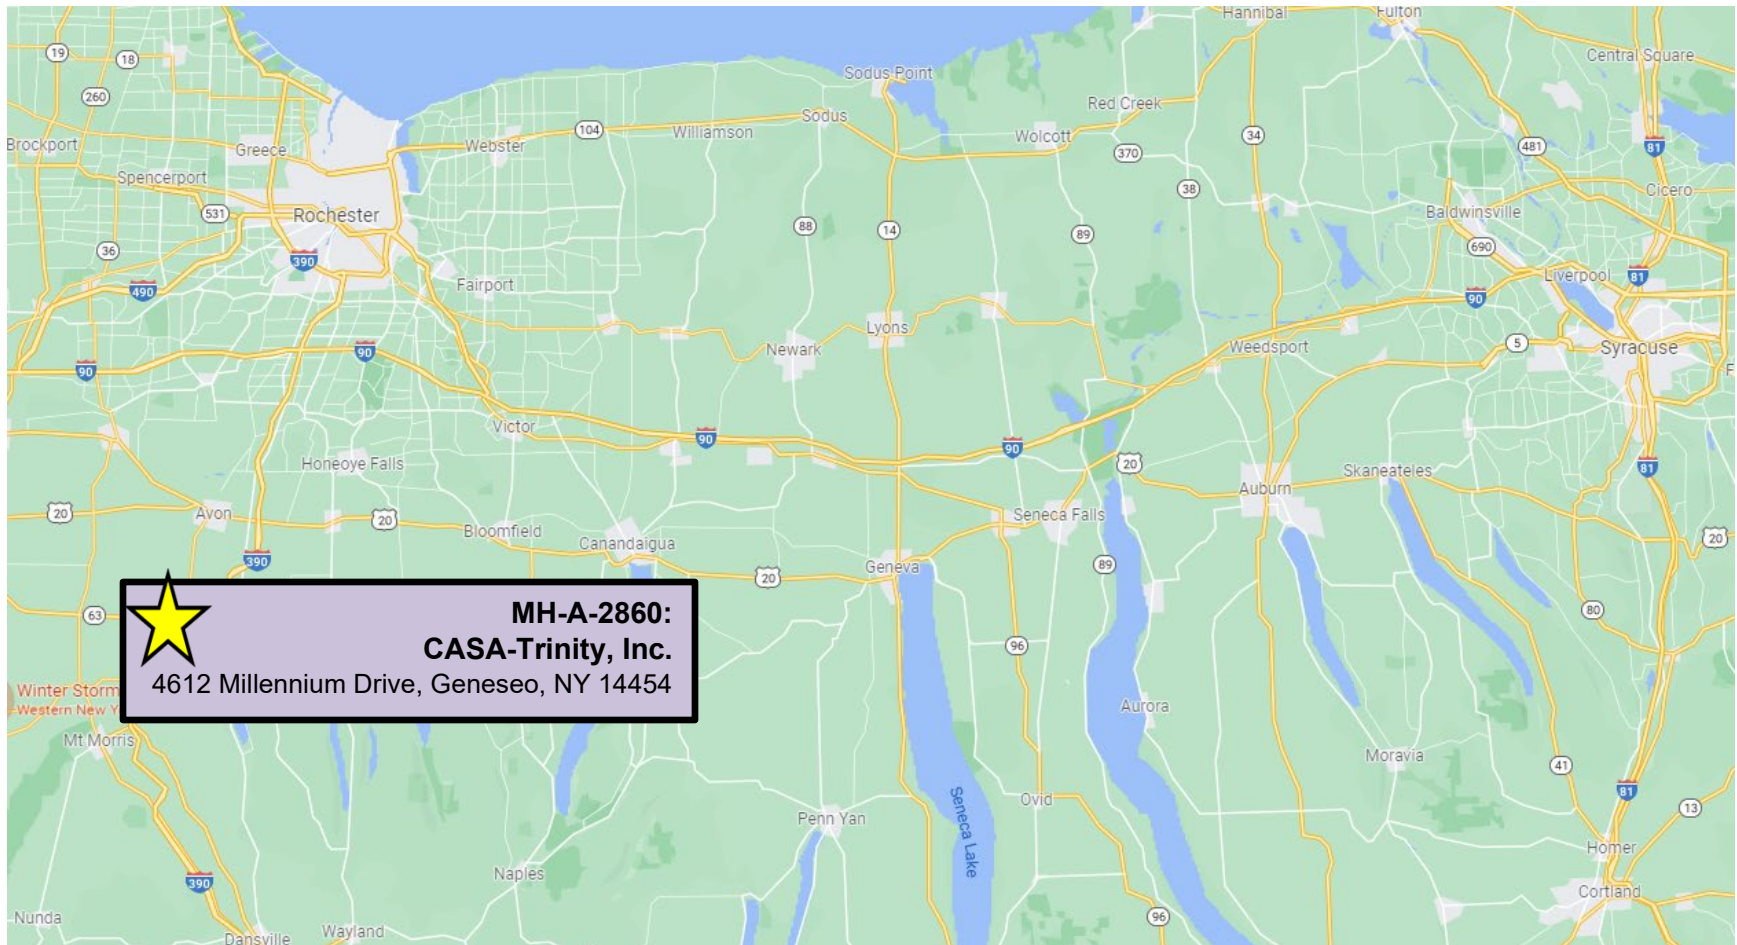 Hannibal
Fulton
19
18
Central Square
Sodus Point
260
Red Creek
Sodus
104
Williamson
Wolcott
34
Brockport
Greece
Webster
370
481
81
Spencerport
38
Cicero
531
Rochester
Baldwinsville
88
14
89
690
36
390
490
Fairport
Liverpool
81
90
Lyons
Newark
Weedsport
5
Syracuse
90
90
F
Victor
90
90
Honeoye Falls
20
Skaneateles
81
Auburn
20
Avon
20
Seneca Falls
Bloomfield
Canandaigua
20
390
Geneva
89
20
63
80
MH-A-2860:
CASA-Trinity, Inc.
4612 Millennium Drive, Geneseo, NY 14454
96
Winter Storm
Western New Y
Aurora
Mt Morris
Moravia
41
Seneca Lake
Ovid
81
13
Penn Yan
Homer
Naples
390
Cortland
Nunda
96
Dansville
Wayland